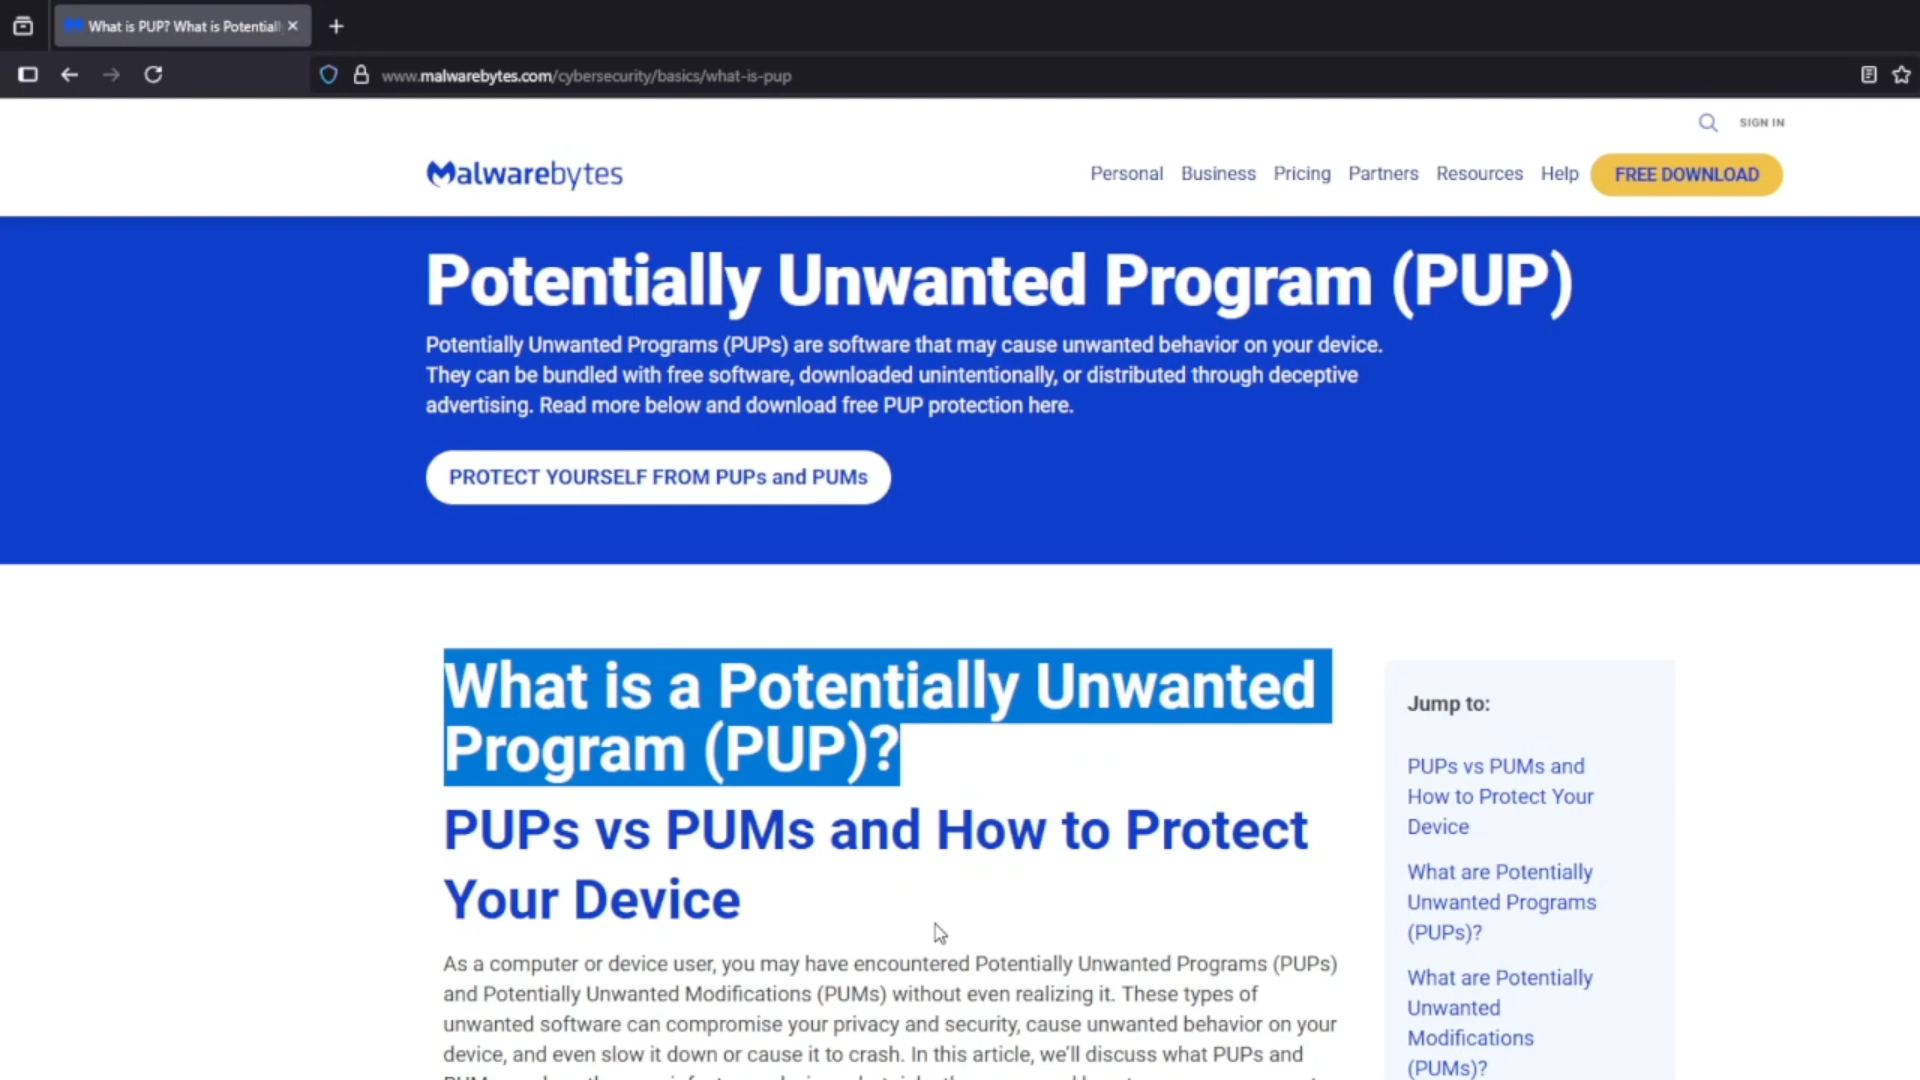 What is PUP? What is Potential
www.malwarebytes.com/cybersecurity/basics/what-is-pup
SIGN IN
Malwarebytes
Personal Business Pricing Partners Resources Help FREE DOWNLOAD
Potentially Unwanted Program (PUP)
Potentially Unwanted Programs (PUPs) are software that may cause unwanted behavior on your device.
They can be bundled with free software, downloaded unintentionally, or distributed through deceptive
advertising. Read more below and download free PUP protection here.
PROTECT YOURSELF FROM PUPs and PUMs
What is a Potentially Unwanted
Program (PUP)?
PUPs vs PUMs and How to Protect
Your Device
As a computer or device user, you may have encountered Potentially Unwanted Programs (PUPs)
and Potentially Unwanted Modifications (PUMs) without even realizing it. These types of
unwanted software can compromise your privacy and security, cause unwanted behavior on your
device, and even slow it down or cause it to crash. In this article, we'll discuss what PUPs and
Jump to:
PUPs vs PUMs and
How to Protect Your
Device
What are Potentially
Unwanted Programs
(PUPs)?
What are Potentially
Unwanted
Modifications
(PUMs)?